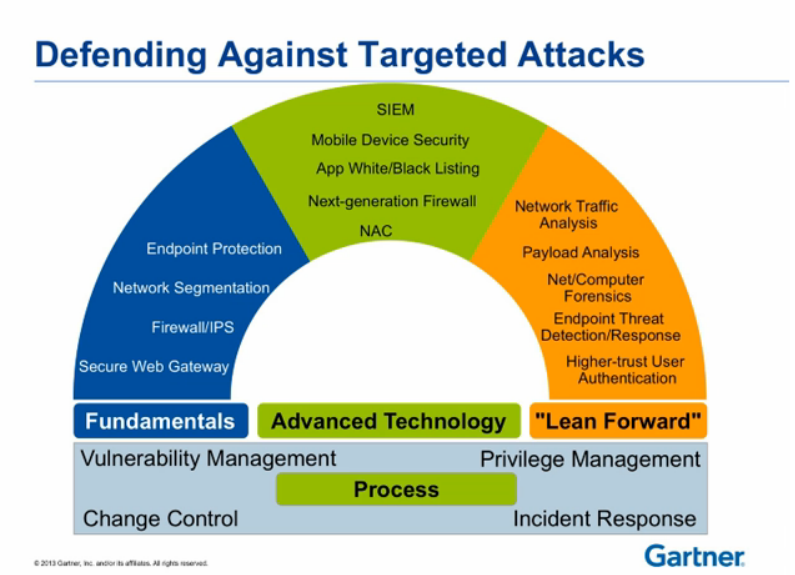 Defending Against Targeted Attacks
SIEM
Mobile Device Security
App White/Black Listing
Next-generation Firewall
NAC
Endpoint Protection
Network Segmentation
Firewall/IPS
Secure Web Gateway
Network Traffic
Analysis
Payload Analysis
Net/Computer
Forensics
Endpoint Threat
Detection/Response
Higher-trust User
Authentication
Fundamentals
Advanced Technology
"Lean Forward"
Vulnerability Management
Privilege Management
Process
Change Control
Incident Response
© 2013 Gartner, Inc. and/or its affiliates. All rights reserved.
Gartner.